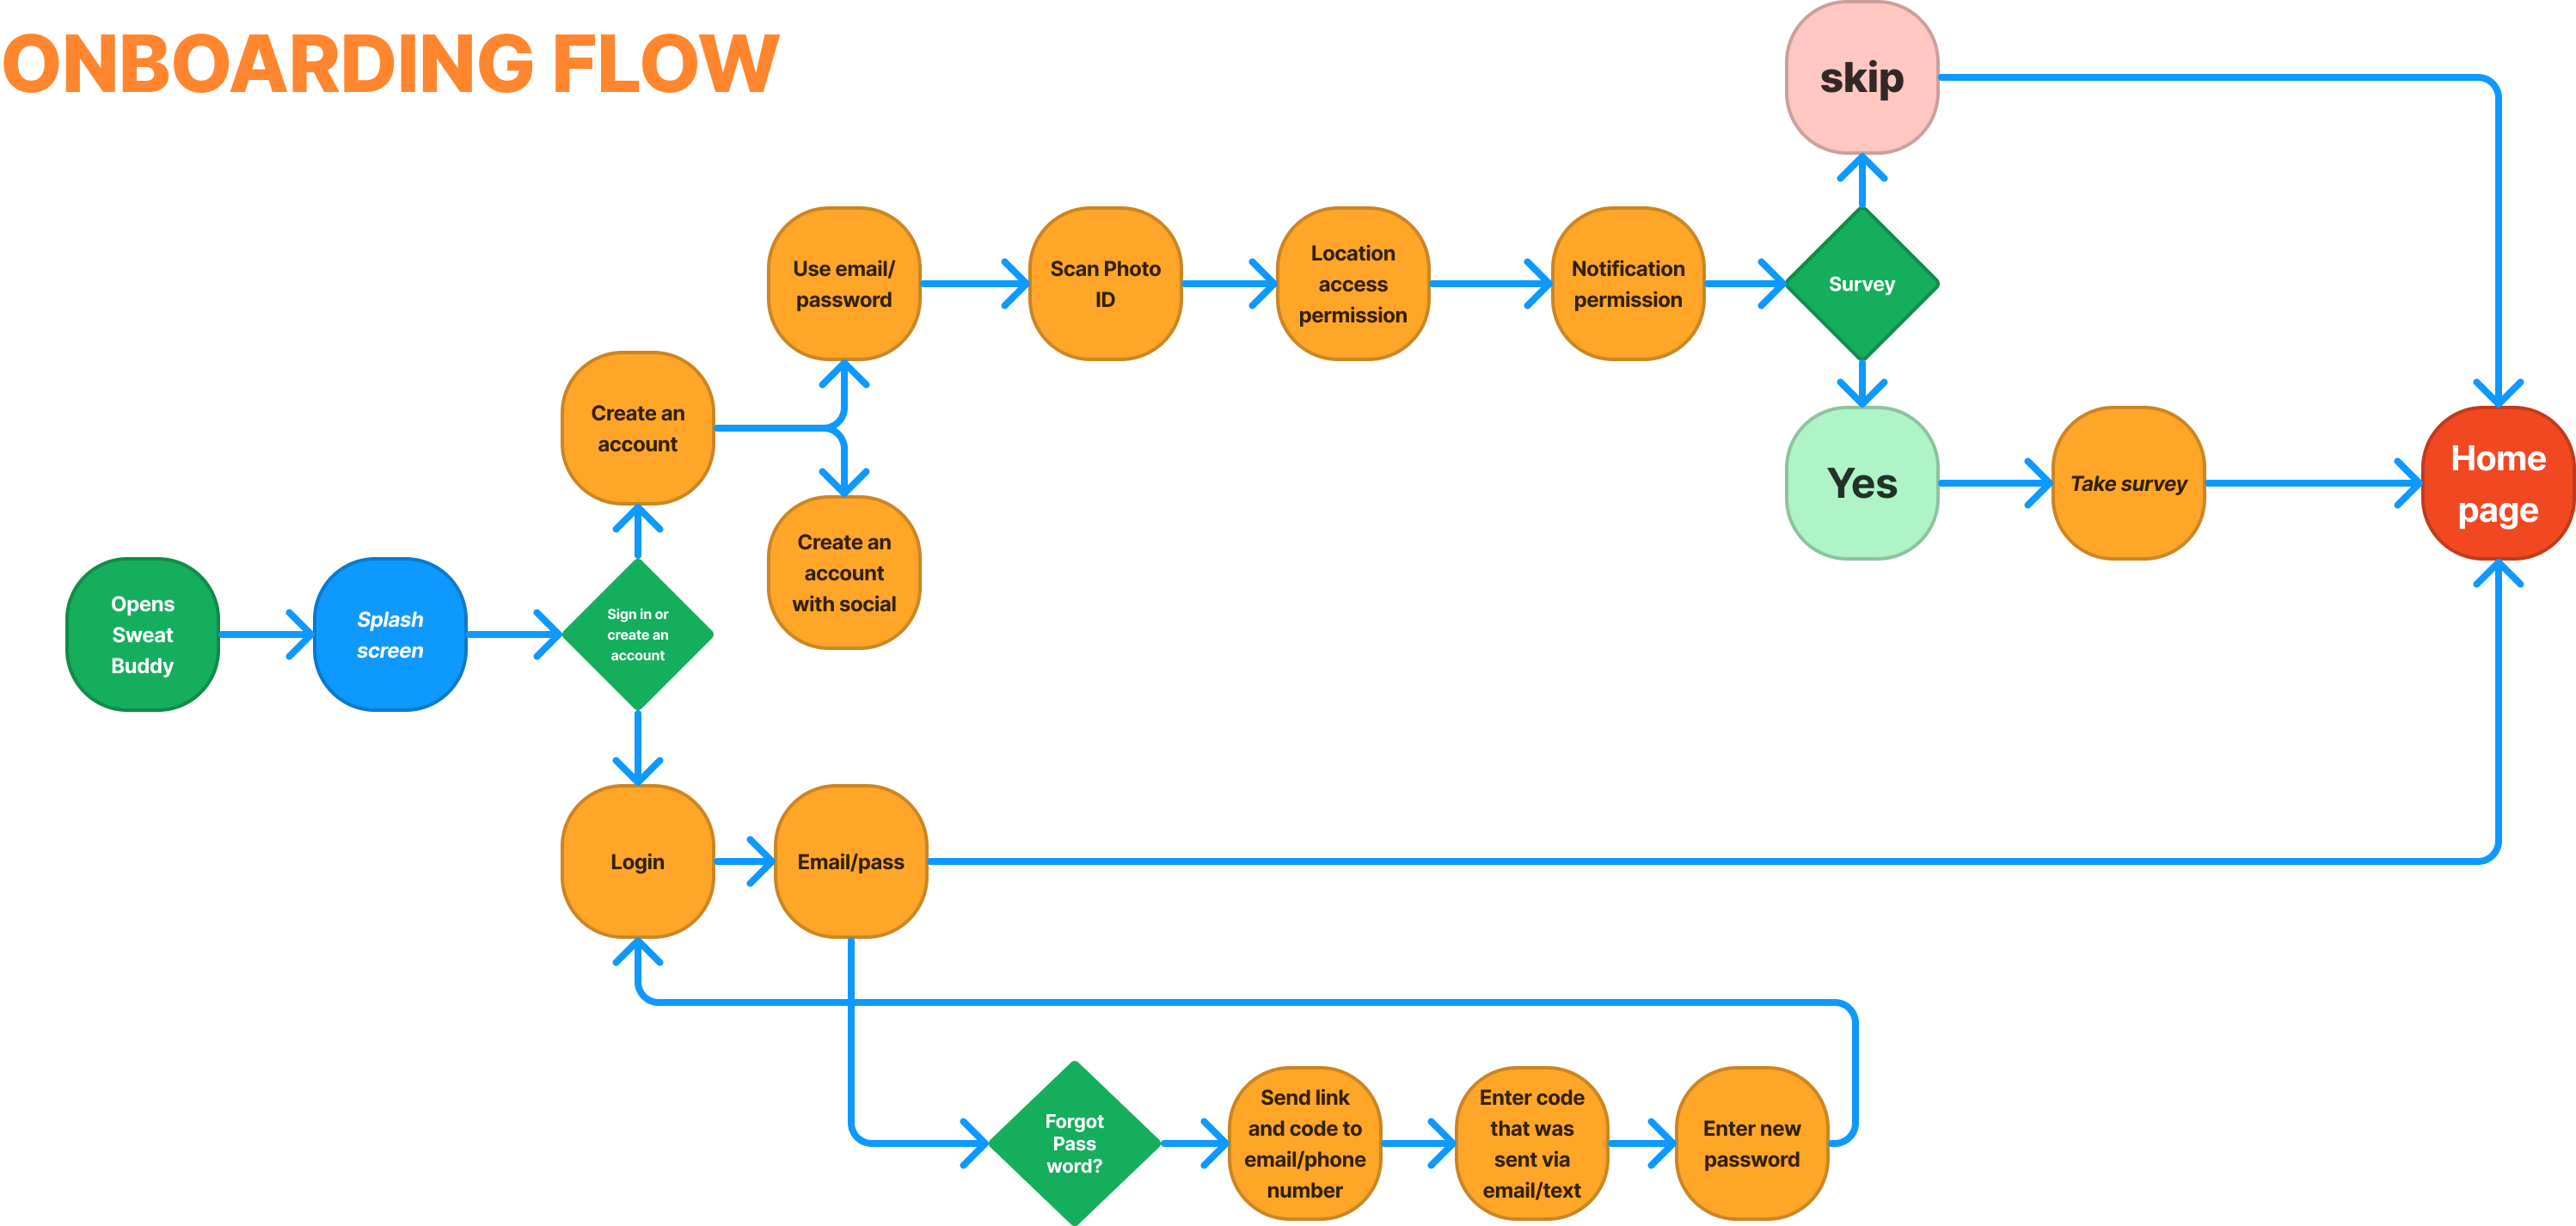 ONBOARDING FLOW
skip
Use email/
password
Scan Photo
ID
Location
access
permission
Notification
permission
Survey
Create an
account
Create an
account
with social
Yes
Take survey
Home
page
Opens
Sweat
Buddy
Splash
screen
Sign in or
create an
account
Login
Email/pass
Forgot
Pass
word?
Send link
and code to
email/phone
number
Enter code
that was
sent via
email/text
Enter new
password